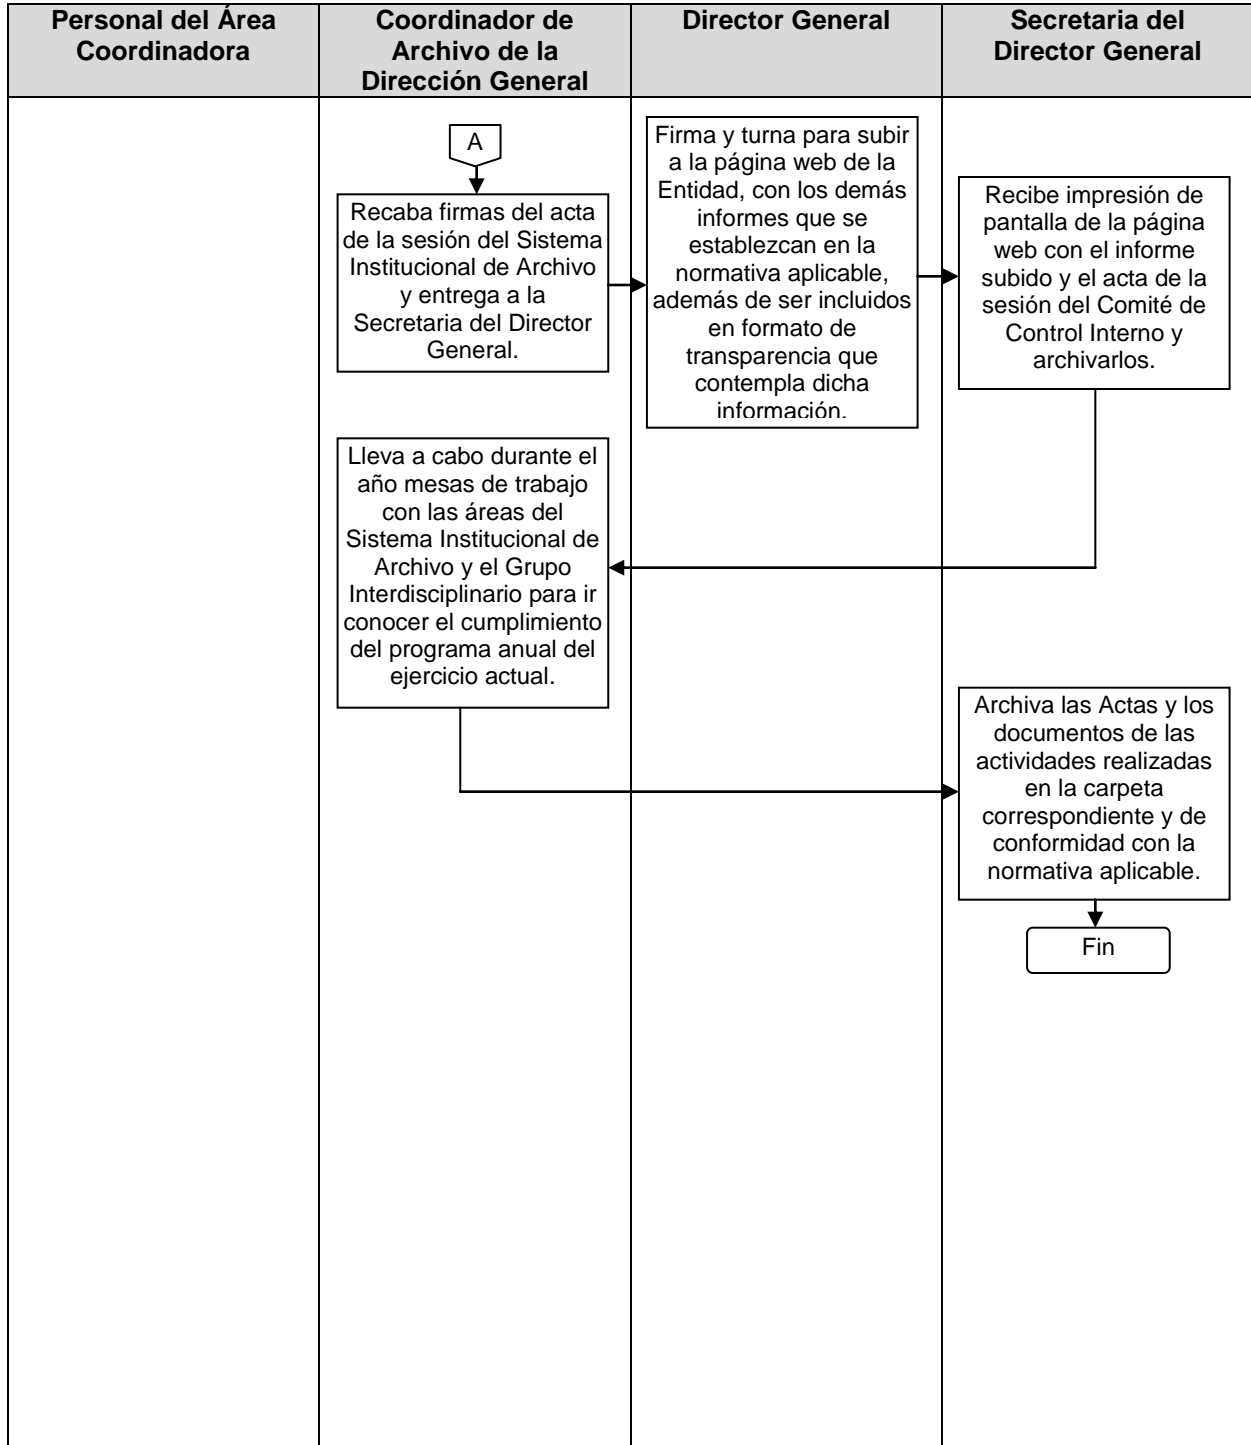 Personal del Área
Coordinadora
Coordinador de
Archivo de la
Dirección General
Director General
Secretaria del
Director General
A
Recaba firmas del acta
de la sesión del Sistema
Institucional de Archivo
y entrega a la
Secretaria del Director
General.
Firma y turna para subir
a la página web de la
Entidad, con los demás
informes que se
establezcan en la
normativa aplicable,
además de ser incluidos
en formato de
transparencia que
contempla dicha
información.
Recibe impresión de
pantalla de la página
web con el informe
subido y el acta de la
sesión del Comité de
Control Interno y
archivarlos.
Lleva a cabo durante el
año mesas de trabajo
con las áreas del
Sistema Institucional de
Archivo y el Grupo
Interdisciplinario para ir
conocer el cumplimiento
del programa anual del
ejercicio actual.
Archiva las Actas y los
documentos de las
actividades realizadas
en la carpeta
correspondiente y de
conformidad con la
normativa aplicable.
Fin